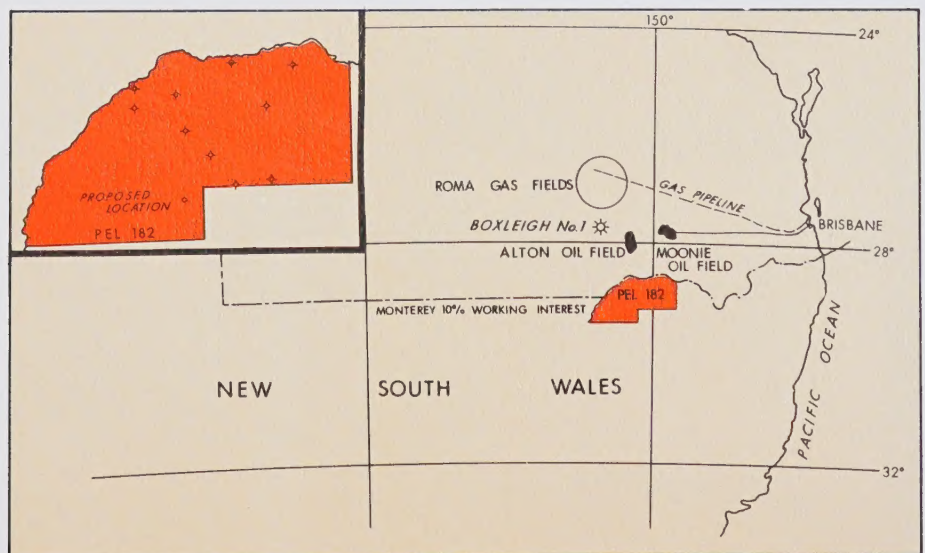 150°
24°
PROPOSED
LOCATION
PEL 182
ROMA GAS FIELDS
GAS PIPELINE
BOXLEIGH No. 1
BRISBANE
ALTON OIL FIELD
MOONIE
OIL FIELD
28°
PEL 182
MONTEREY 10% WORKING INTEREST
NEW SOUTH WALES
PACIFIC OCEAN
32°